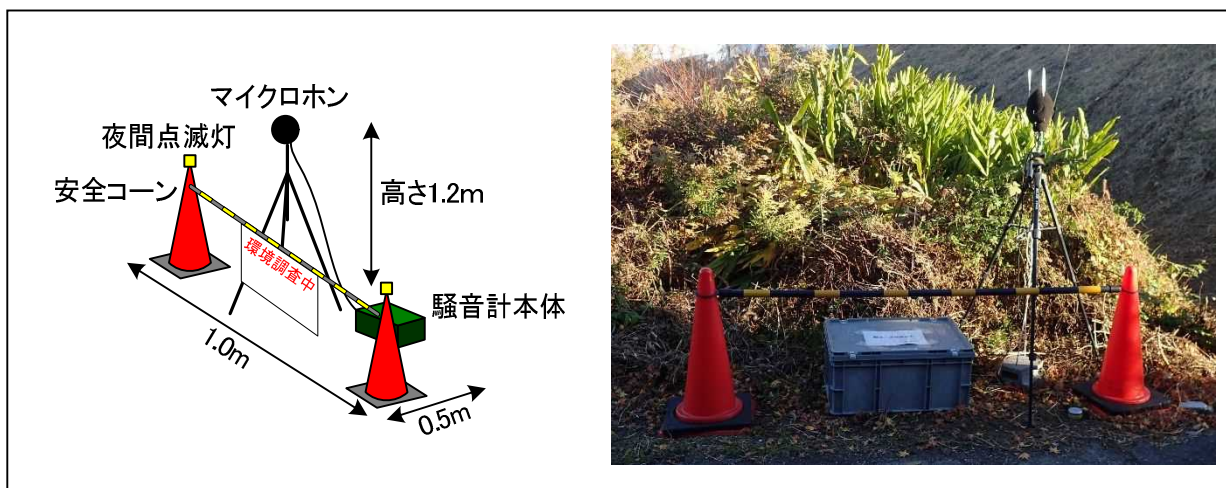 マイクロホン
夜間点滅灯
安全コーン
高さ1.2m
環境調査中
騒音計本体
1.0m
0.5m